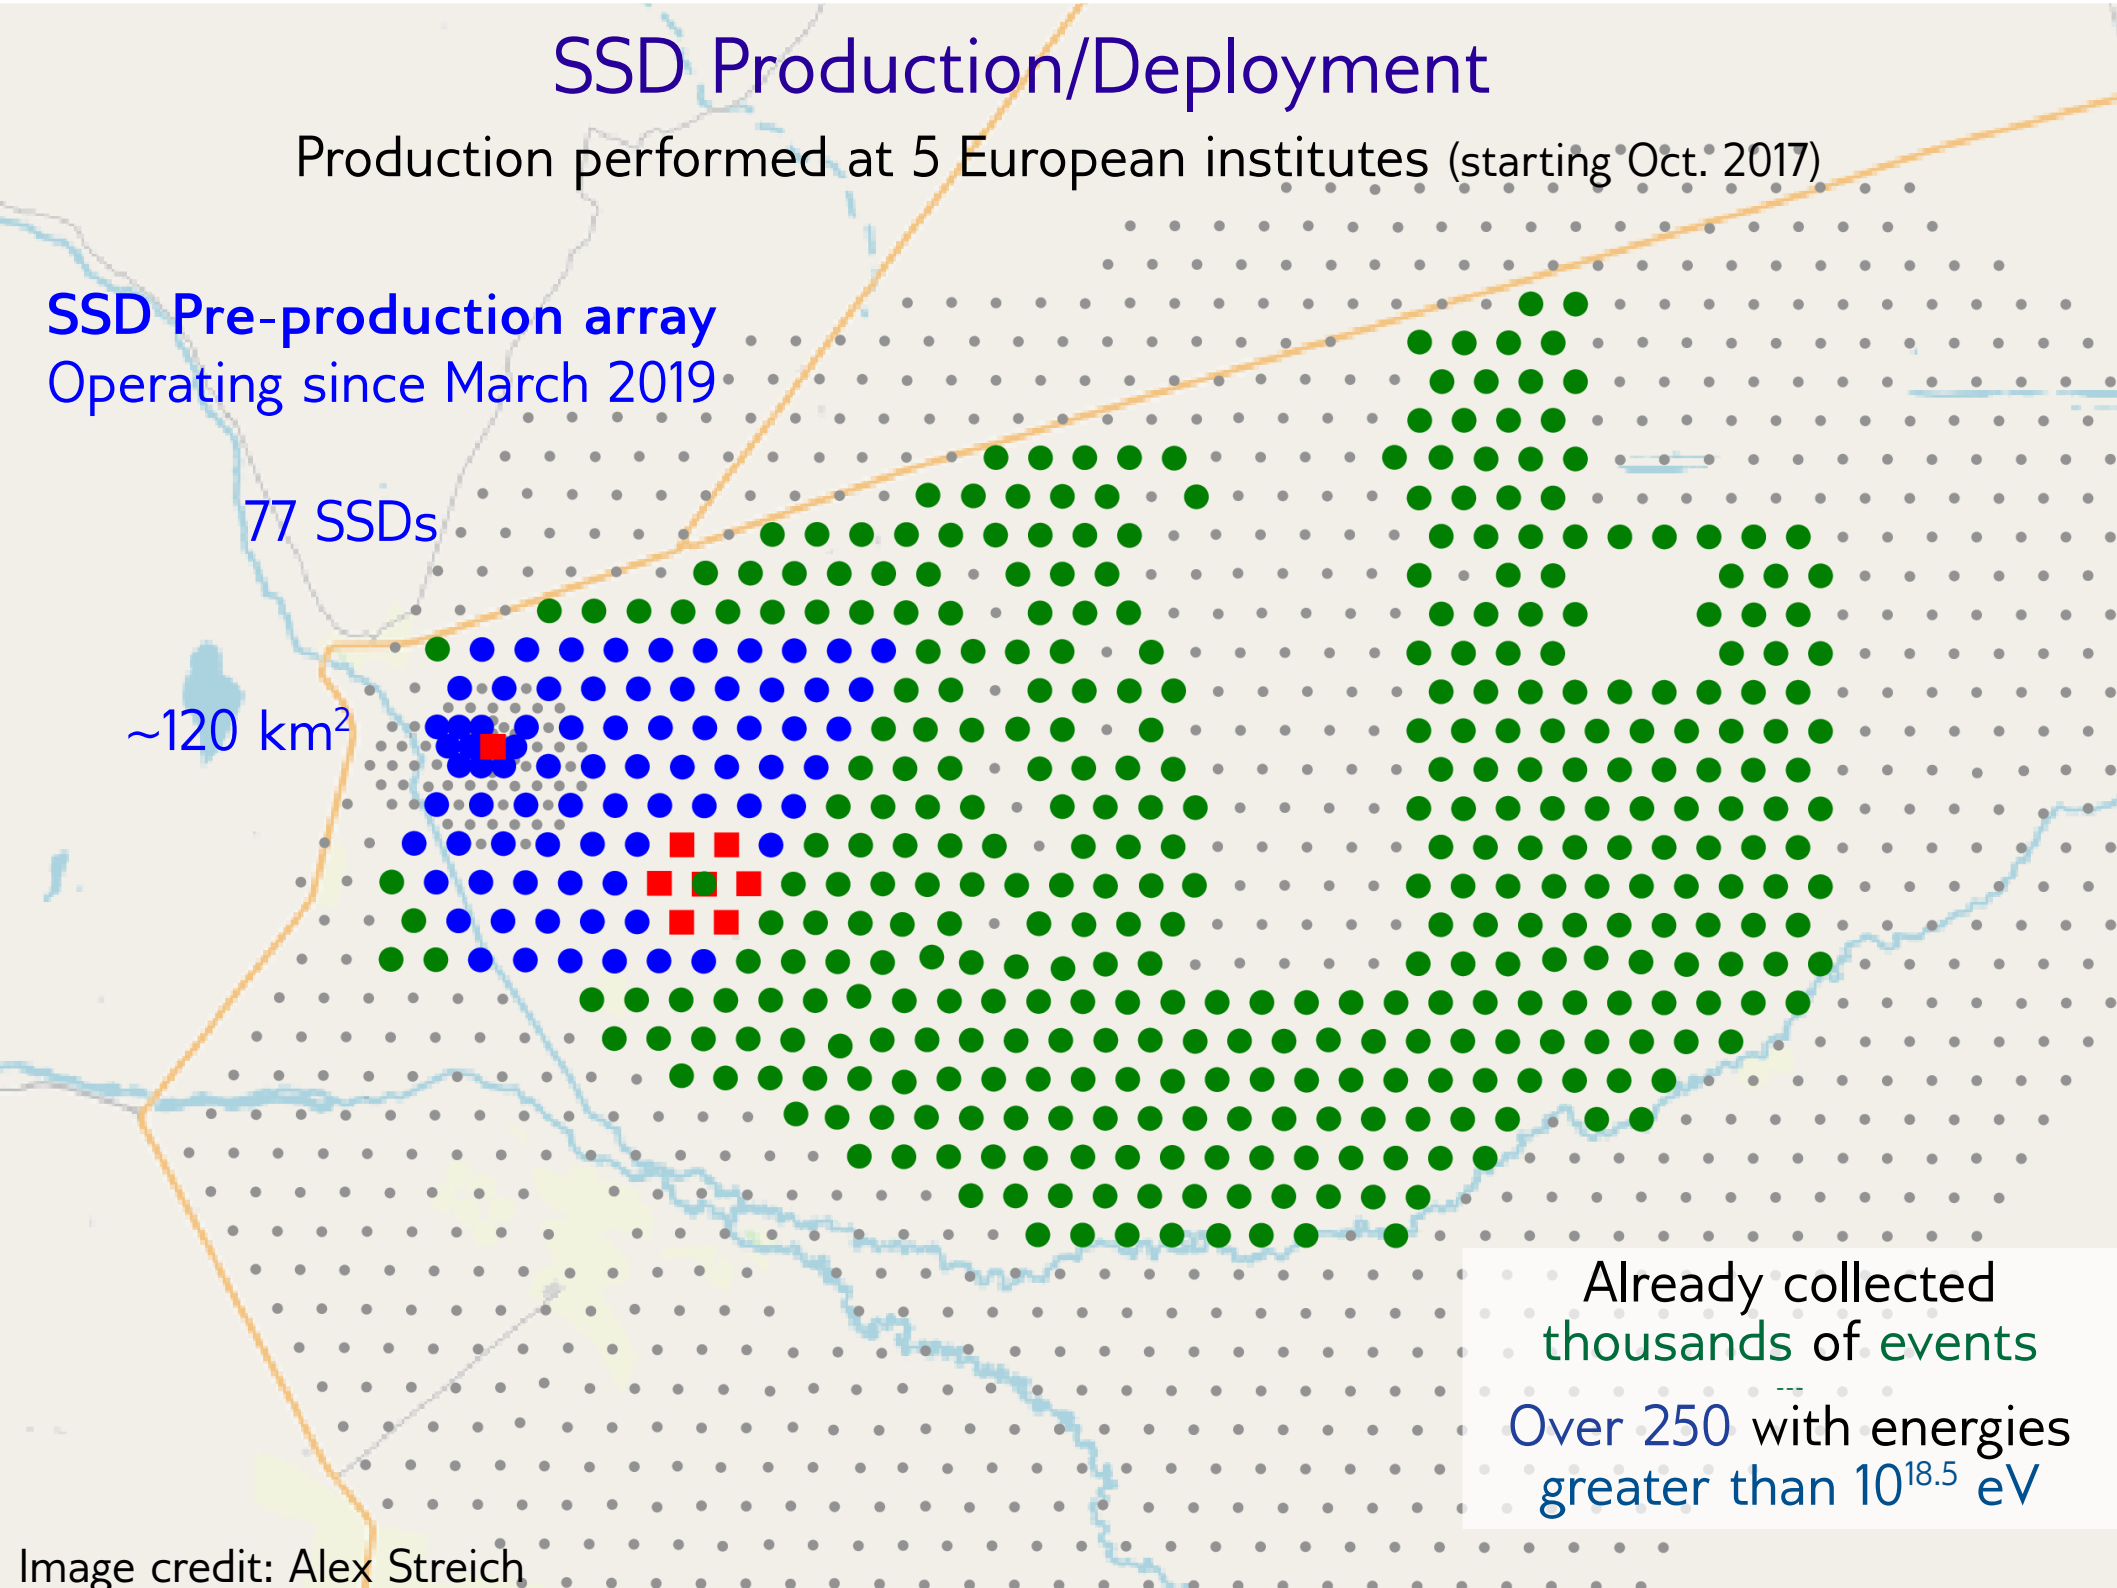 SSD Production/Deployment
Production performed at 5 European institutes (starting Oct. 2017)
SSD Pre-production array
Operating since March 2019
77 SSDs
~120 km²
Already collected
thousands of events
---
Over 250 with energies
greater than 10¹⁸·⁵ eV
Image credit: Alex Streich